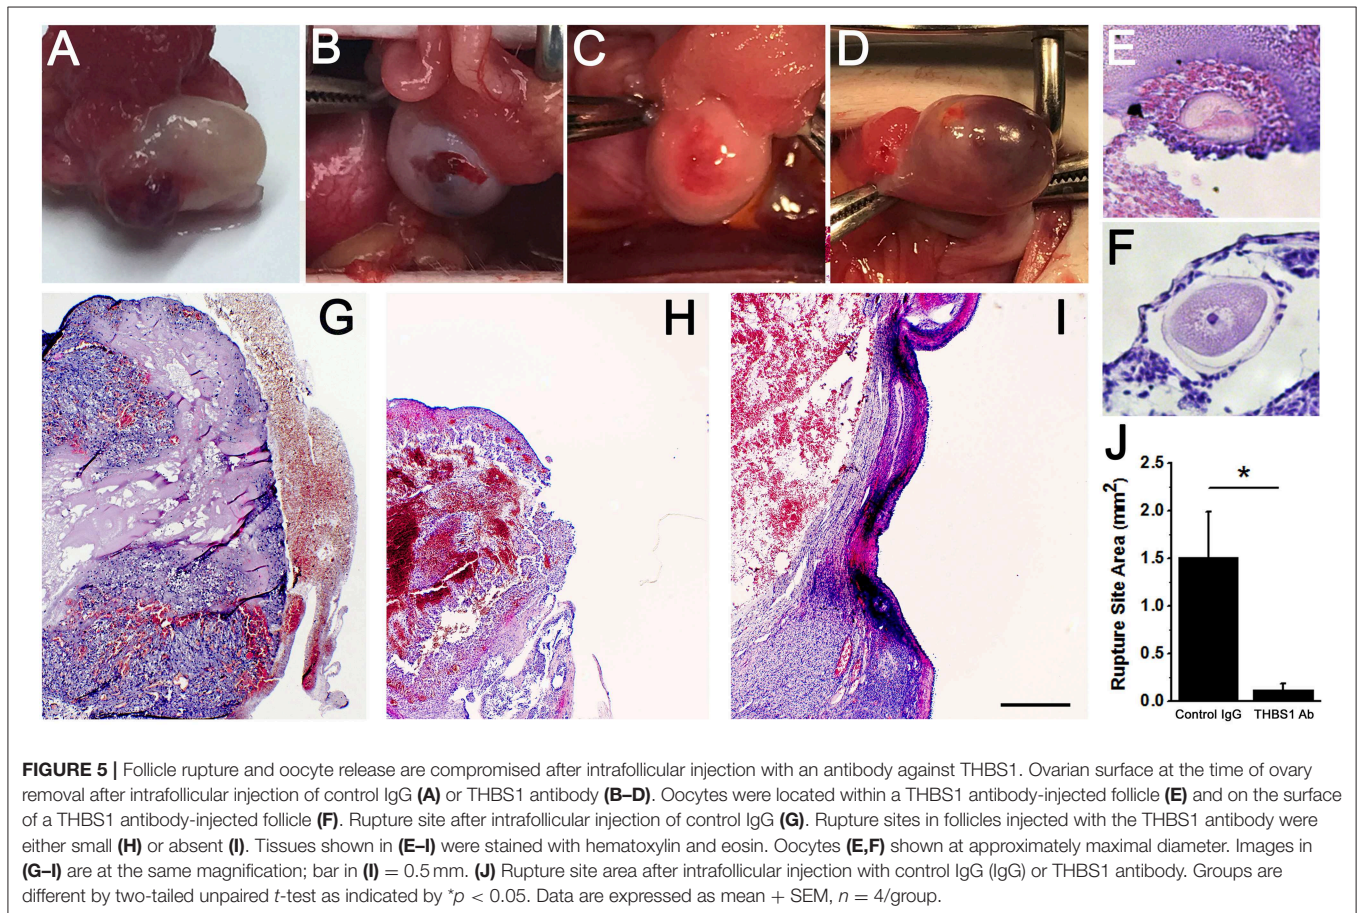 A
B
C
D
E
F
G
H
I
J
2.5
2.0
1.5
1.0
0.5
0.0
Rupture Site Area (mm²)
*
Control IgG
THBS1 Ab
FIGURE 5 | Follicle rupture and oocyte release are compromised after intrafollicular injection with an antibody against THBS1. Ovarian surface at the time of ovary
removal after intrafollicular injection of control IgG (A) or THBS1 antibody (B–D). Oocytes were located within a THBS1 antibody-injected follicle (E) and on the surface
of a THBS1 antibody-injected follicle (F). Rupture site after intrafollicular injection of control IgG (G). Rupture sites in follicles injected with the THBS1 antibody were
either small (H) or absent (I). Tissues shown in (E–I) were stained with hematoxylin and eosin. Oocytes (E,F) shown at approximately maximal diameter. Images in
(G–I) are at the same magnification; bar in (I) = 0.5 mm. (J) Rupture site area after intrafollicular injection with control IgG (IgG) or THBS1 antibody. Groups are
different by two-tailed unpaired t-test as indicated by *p < 0.05. Data are expressed as mean + SEM, n = 4/group.